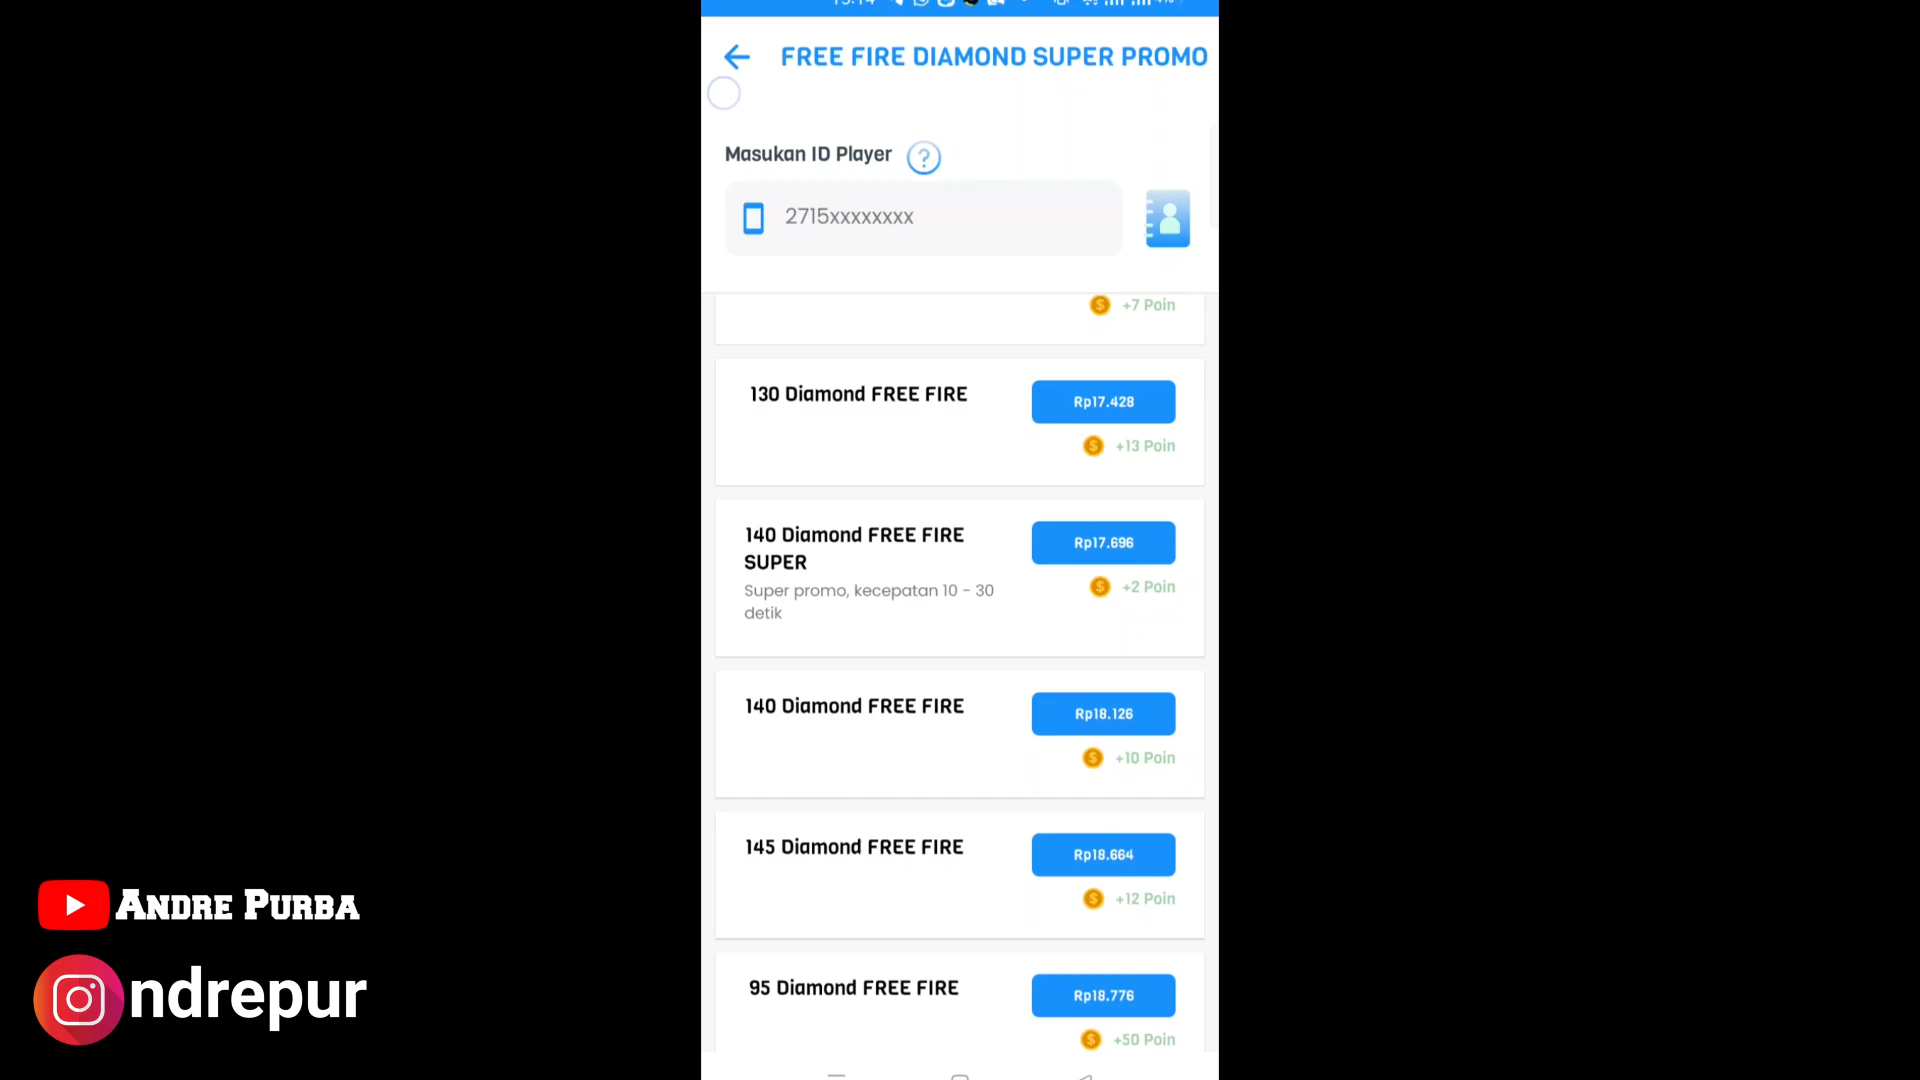 FREE FIRE DIAMOND SUPER PROMO
Masukan ID Player ?
2715xxxxxxxx
+7 Poin
130 Diamond FREE FIRE
Rp17.428
+13 Poin
140 Diamond FREE FIRE
SUPER
Super promo, kecepatan 10 - 30
detik
Rp17.696
+2 Poin
140 Diamond FREE FIRE
Rp18.126
+10 Poin
145 Diamond FREE FIRE
Rp18.664
+12 Poin
95 Diamond FREE FIRE
Rp18.776
+50 Poin
ANDRE PURBA
ndrepur